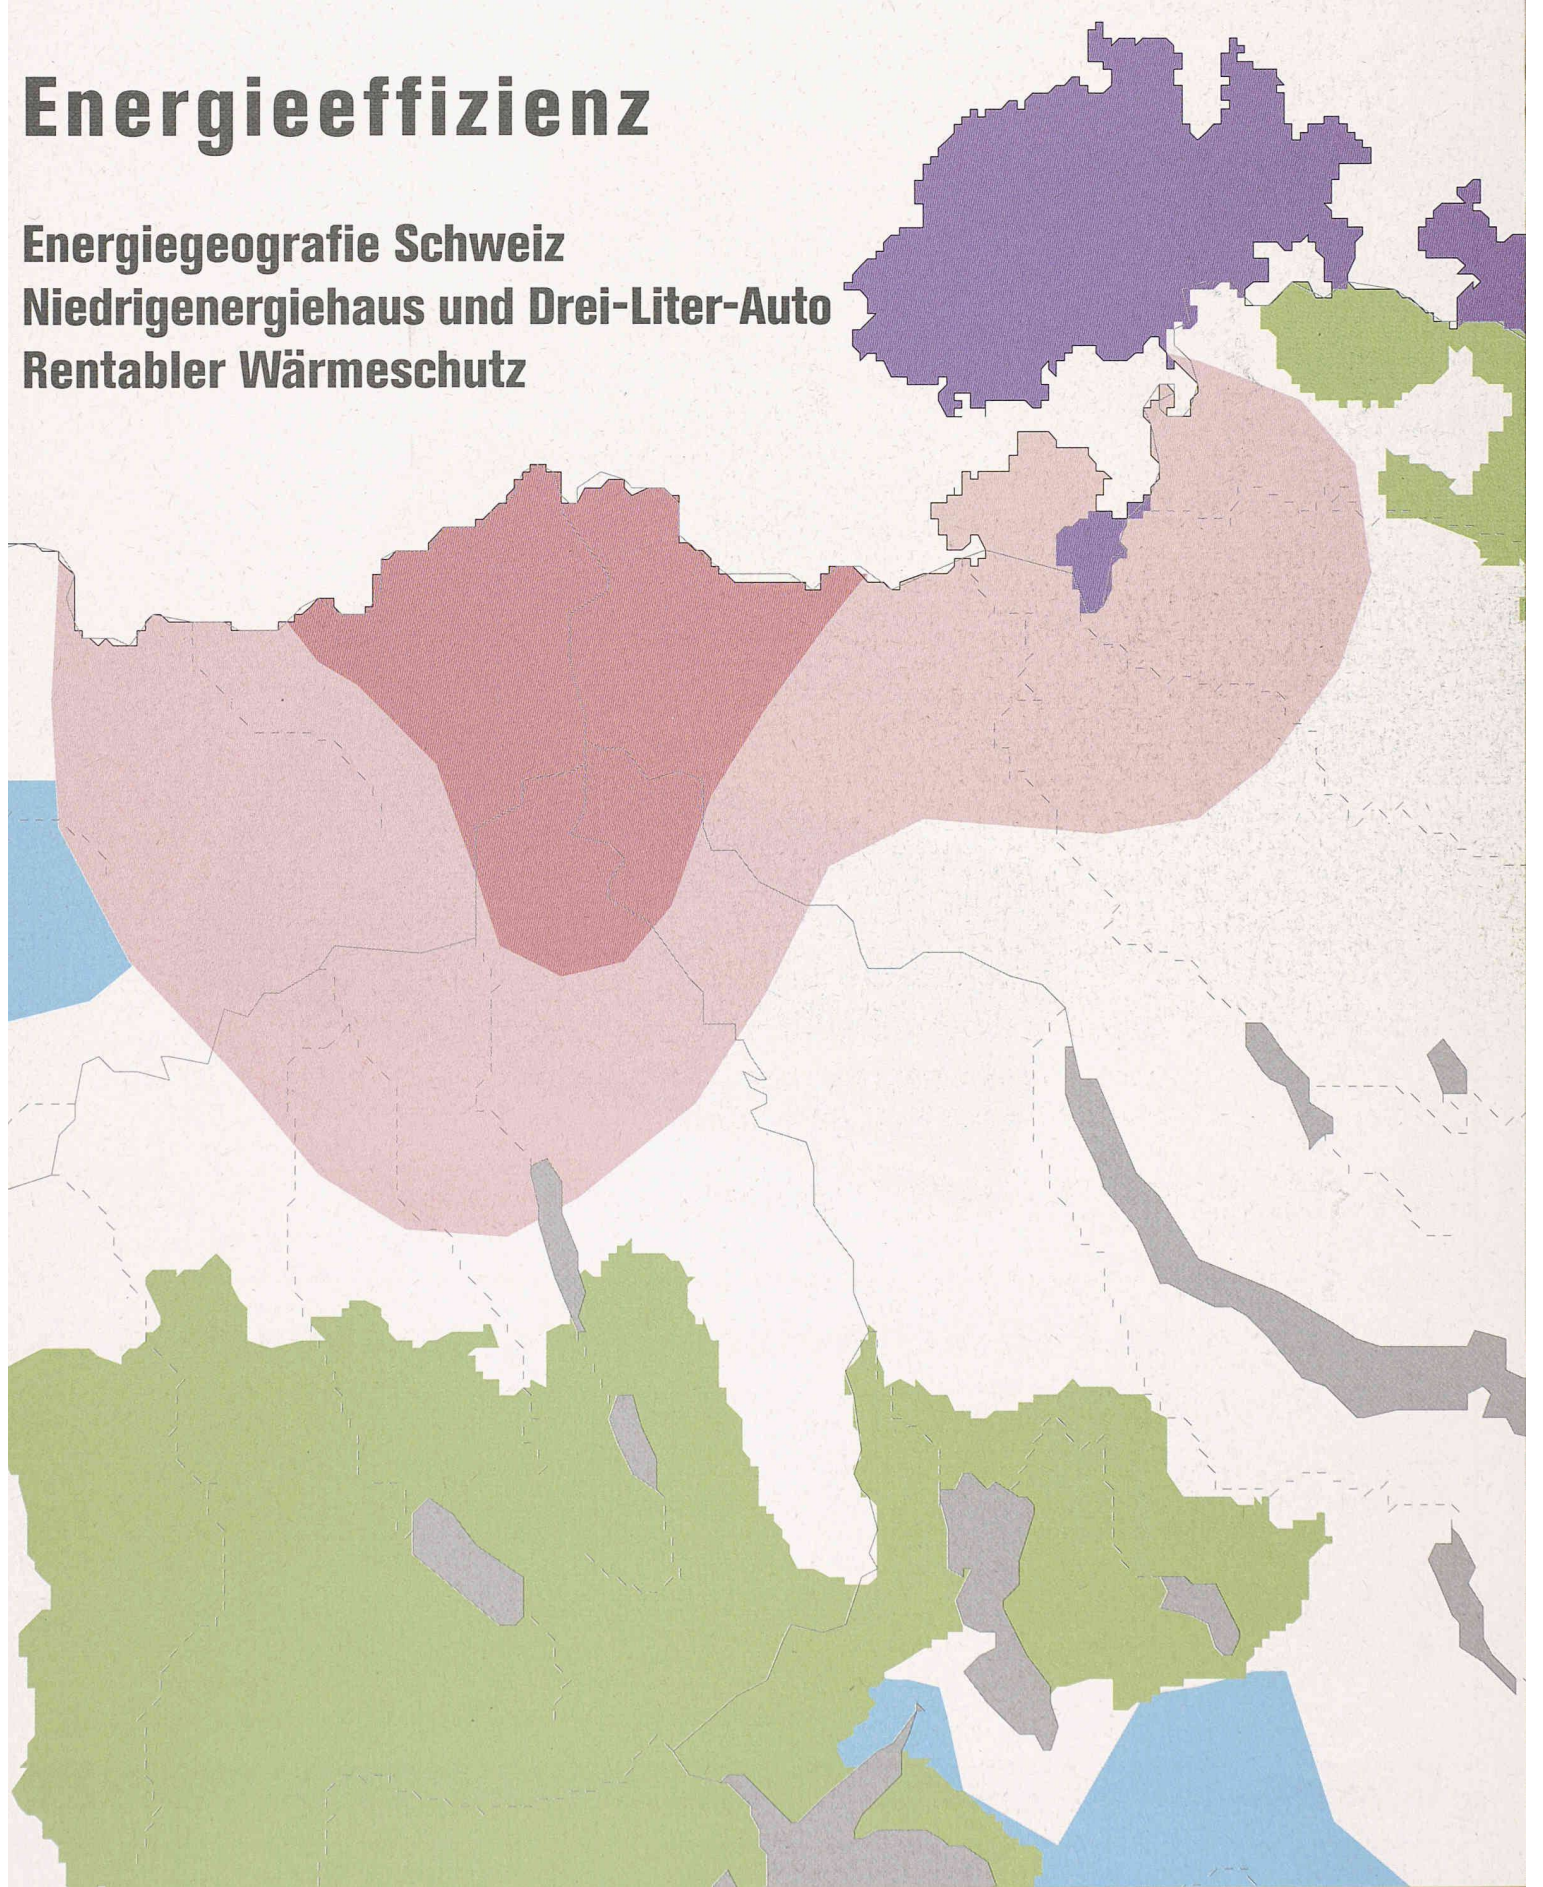 Energieeffizienz
Energiegeografie Schweiz
Niedrigenergiehaus und Drei-Liter-Auto
Rentabler Wärmeschutz